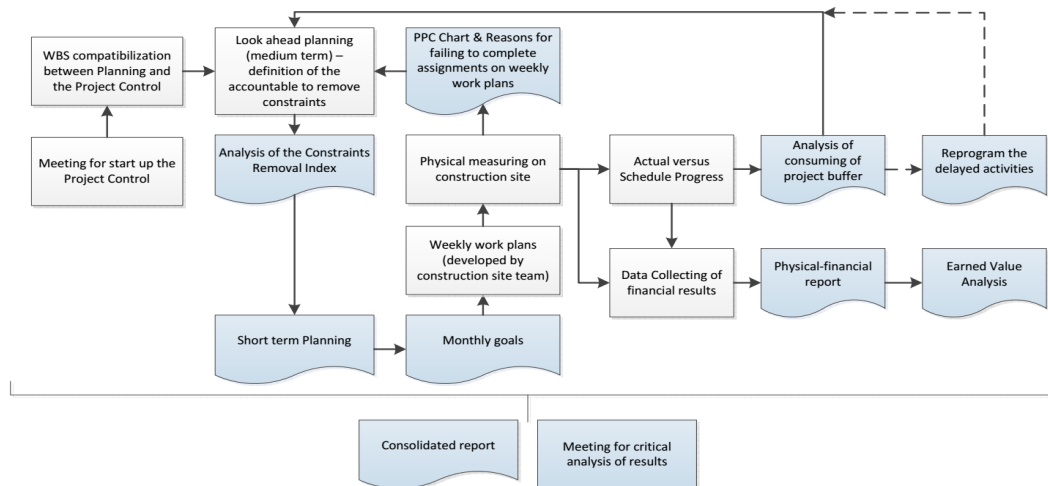 WBS compatibilization
between Planning and
the Project Control
Meeting for start up the
Project Control
Look ahead planning
(medium term) –
definition of the
accountable to remove
constraints
Analysis of the Constraints
Removal Index
Short term Planning
PPC Chart & Reasons for
failing to complete
assignments on weekly
work plans
Physical measuring on
construction site
Weekly work plans
(developed by
construction site team)
Monthly goals
Actual versus
Schedule Progress
Data Collecting of
financial results
Analysis of
consuming of
project buffer
Physical-financial
report
Reprogram the
delayed activities
Earned Value
Analysis
Consolidated report
Meeting for critical
analysis of results